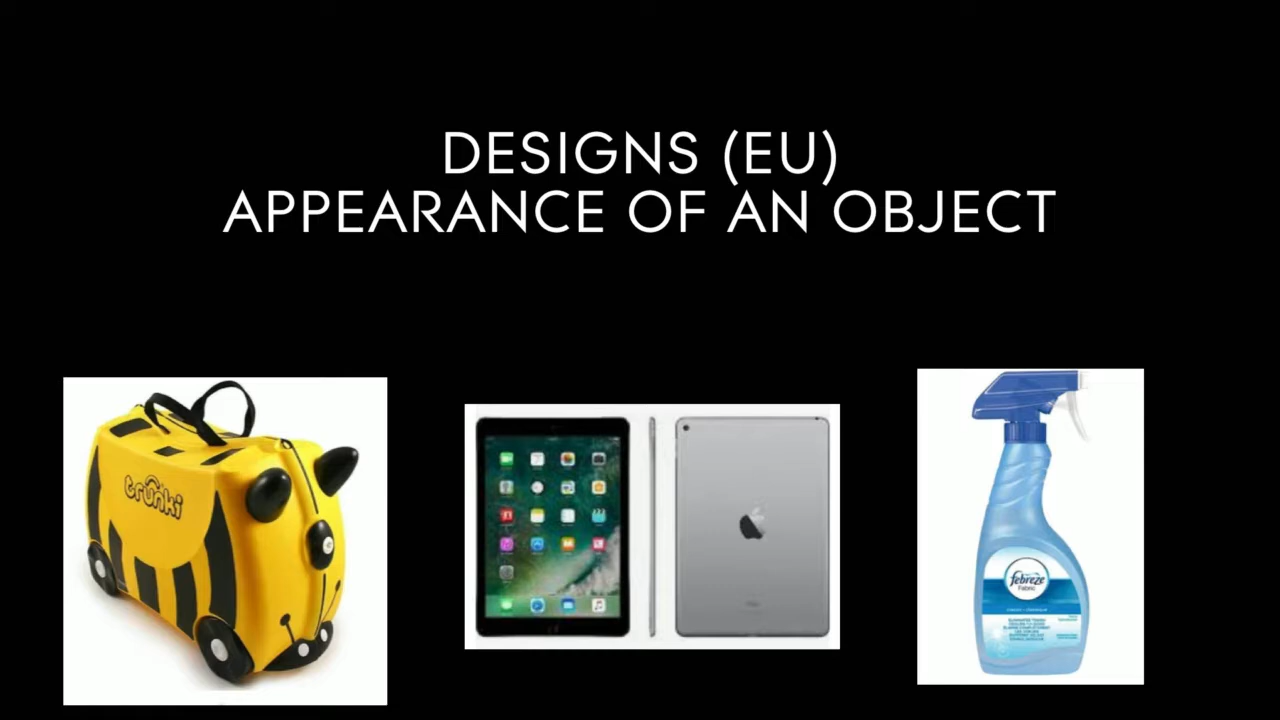 DESIGNS (EU)
APPEARANCE OF AN OBJECT
trunki
febreze
Fabric